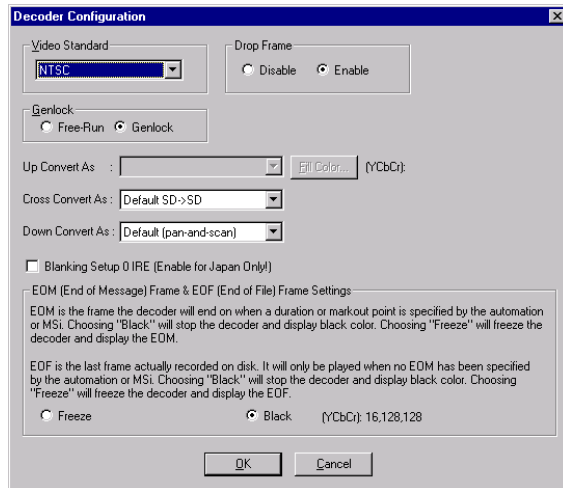 Decoder Configuration
Video Standard
NTSC
Drop Frame
Disable
Enable
Genlock
Free-Run
Genlock
Up Convert As :
Fill Color...
(YCbCr):
Cross Convert As :
Default SD->SD
Down Convert As :
Default (pan-and-scan)
Blanking Setup 0 IRE (Enable for Japan Only!)
EOM (End of Message) Frame & EOF (End of File) Frame Settings
EOM is the frame the decoder will end on when a duration or markout point is specified by the automation
or MSi. Choosing "Black" will stop the decoder and display black color. Choosing "Freeze" will freeze the
decoder and display the EOM.
EOF is the last frame actually recorded on disk. It will only be played when no EOM has been specified
by the automation or MSi. Choosing "Black" will stop the decoder and display black color. Choosing
"Freeze" will freeze the decoder and display the EOF.
Freeze
Black
(YCbCr): 16,128,128
OK
Cancel